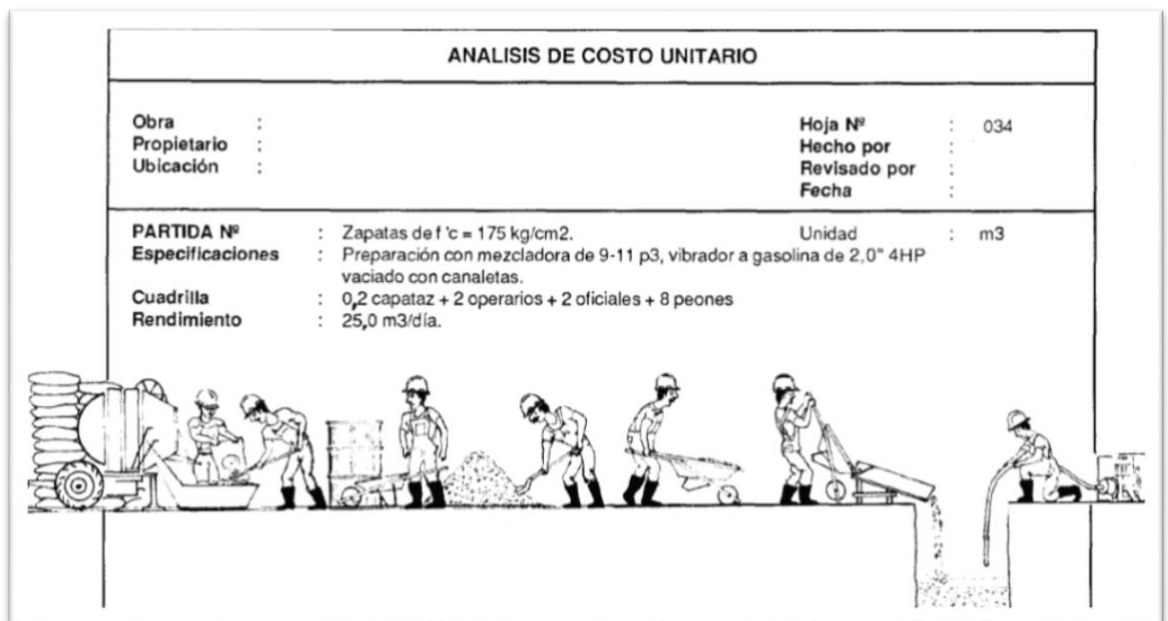 ANALISIS DE COSTO UNITARIO
Obra :
Propietario :
Ubicación :
Hoja Nº : 034
Hecho por :
Revisado por :
Fecha :
PARTIDA Nº : Zapatas de f 'c = 175 kg/cm2. Unidad : m3
Especificaciones : Preparación con mezcladora de 9-11 p3, vibrador a gasolina de 2,0" 4HP
vaciado con canaletas.
Cuadrilla : 0,2 capataz + 2 operarios + 2 oficiales + 8 peones
Rendimiento : 25,0 m3/día.